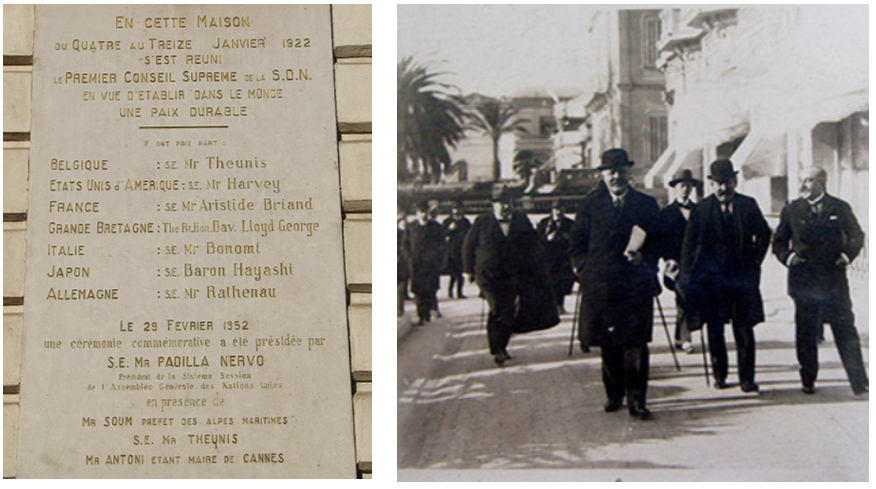 EN CETTE MAISON
DU QUATRE AU TREIZE JANVIER 1922
S'EST REUNI
LE PREMIER CONSEIL SUPREME DE LA S.D.N.
EN VUE D'ETABLIR DANS LE MONDE
UNE PAIX DURABLE
Y ONT PRIS PART :
BELGIQUE : S.E. Mr Theunis
ETATS UNIS d'AMERIQUE : S.E. Mr Harvey
FRANCE : S.E. Mr Aristide Briand
GRANDE BRETAGNE : The Rt. Hon. Dav. Lloyd George
ITALIE : S.E. Mr Bonomi
JAPON : S.E. Baron Hayashi
ALLEMAGNE : S.E. Mr Rathenau
LE 29 FEVRIER 1952
une cérémonie commémorative a été présidée par
S.E. MR PADILLA NERVO
Président de la Sixième Session
de l'Assemblée Générale des Nations Unies
en présence de
MR SOUM PREFET DES ALPES MARITIMES
S.E. MR THEUNIS
MR ANTONI ETANT MAIRE DE CANNES